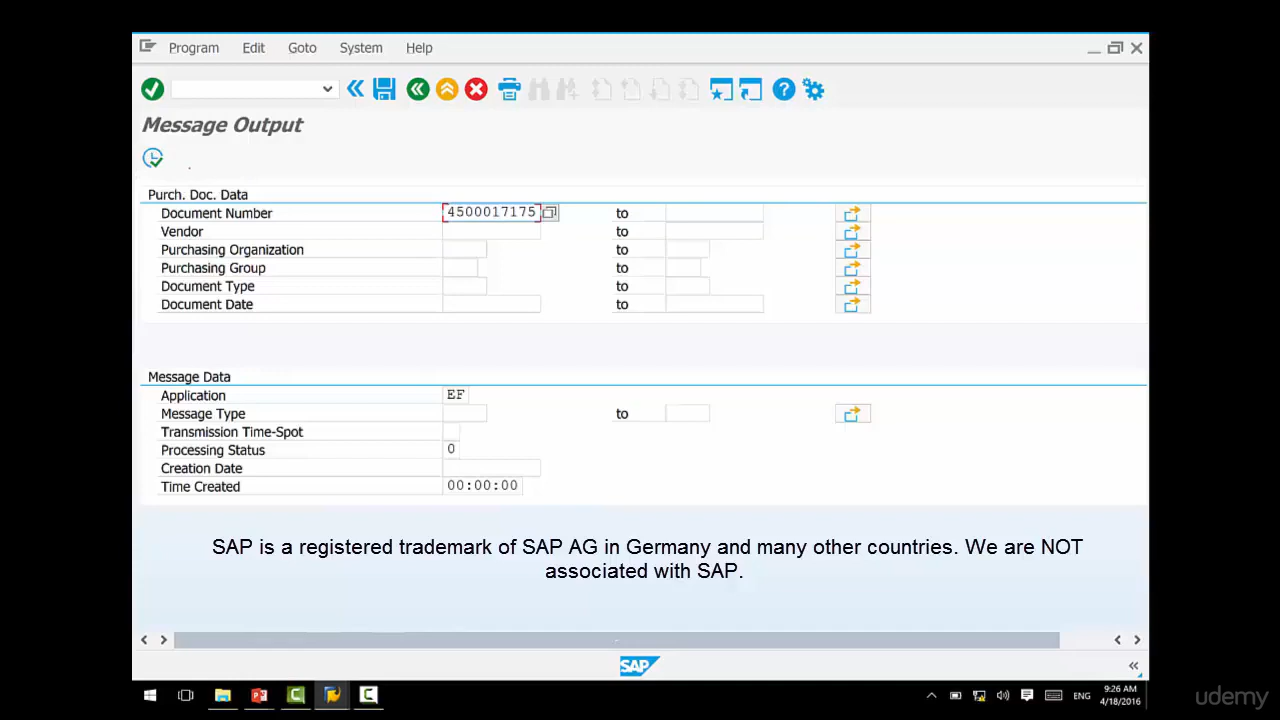 Program Edit Goto System Help
Message Output
Purch. Doc. Data
Document Number 4500017175 to
Vendor to
Purchasing Organization to
Purchasing Group to
Document Type to
Document Date to
Message Data
Application EF
Message Type to
Transmission Time-Spot
Processing Status 0
Creation Date
Time Created 00:00:00
SAP is a registered trademark of SAP AG in Germany and many other countries. We are NOT
associated with SAP.
SAP
ENG 9:26 AM
4/18/2016
udemy